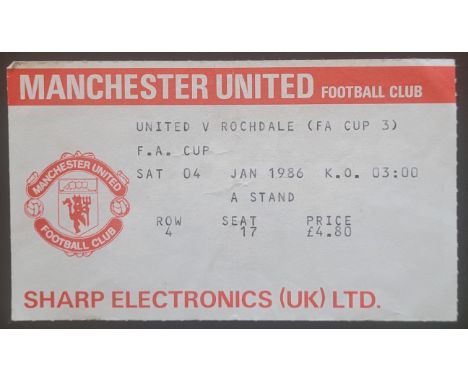 MANCHESTER UNITED FOOTBALL CLUB
UNITED V ROCHDALE (FA CUP 3)
F.A. CUP
SAT 04 JAN 1986 K.O. 03:00
A STAND
ROW SEAT PRICE
4 17 £4.80
MANCHESTER UNITED
FOOTBALL CLUB
SHARP ELECTRONICS (UK) LTD.